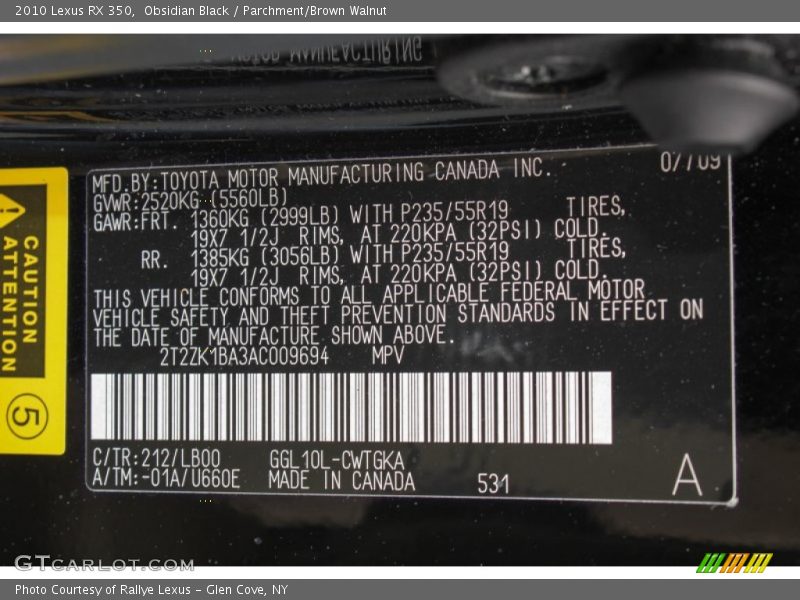 2010 Lexus RX 350, Obsidian Black / Parchment/Brown Walnut
MOTOR MANUFACTURING
07/09
MFD.BY:TOYOTA MOTOR MANUFACTURING CANADA INC.
GVWR:2520KG (5560LB)
GAWR:FRT. 1360KG (2999LB) WITH P235/55R19 TIRES,
19X7 1/2J RIMS, AT 220KPA (32PSI) COLD.
RR. 1385KG (3056LB) WITH P235/55R19 TIRES,
19X7 1/2J RIMS, AT 220KPA (32PSI) COLD.
THIS VEHICLE CONFORMS TO ALL APPLICABLE FEDERAL MOTOR
VEHICLE SAFETY AND THEFT PREVENTION STANDARDS IN EFFECT ON
THE DATE OF MANUFACTURE SHOWN ABOVE.
2T2ZK1BA3AC009694 MPV
C/TR:212/LB00 GGL10L-CWTGKA
A/TM:-01A/U660E MADE IN CANADA 531
A
CAUTION
ATTENTION
5
GTCARLOT.COM
Photo Courtesy of Rallye Lexus - Glen Cove, NY